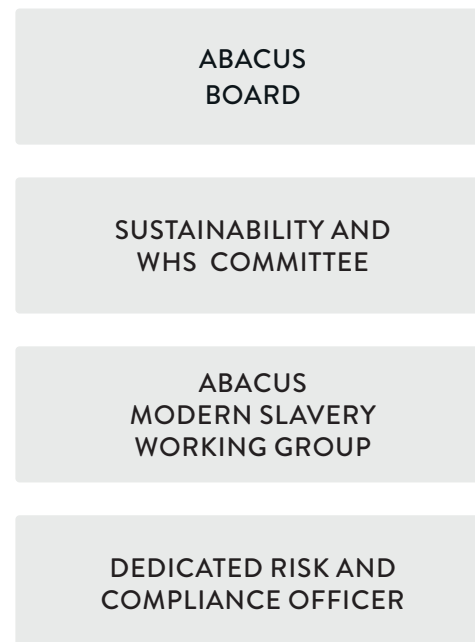 ABACUS
BOARD
SUSTAINABILITY AND
WHS COMMITTEE
ABACUS
MODERN SLAVERY
WORKING GROUP
DEDICATED RISK AND
COMPLIANCE OFFICER